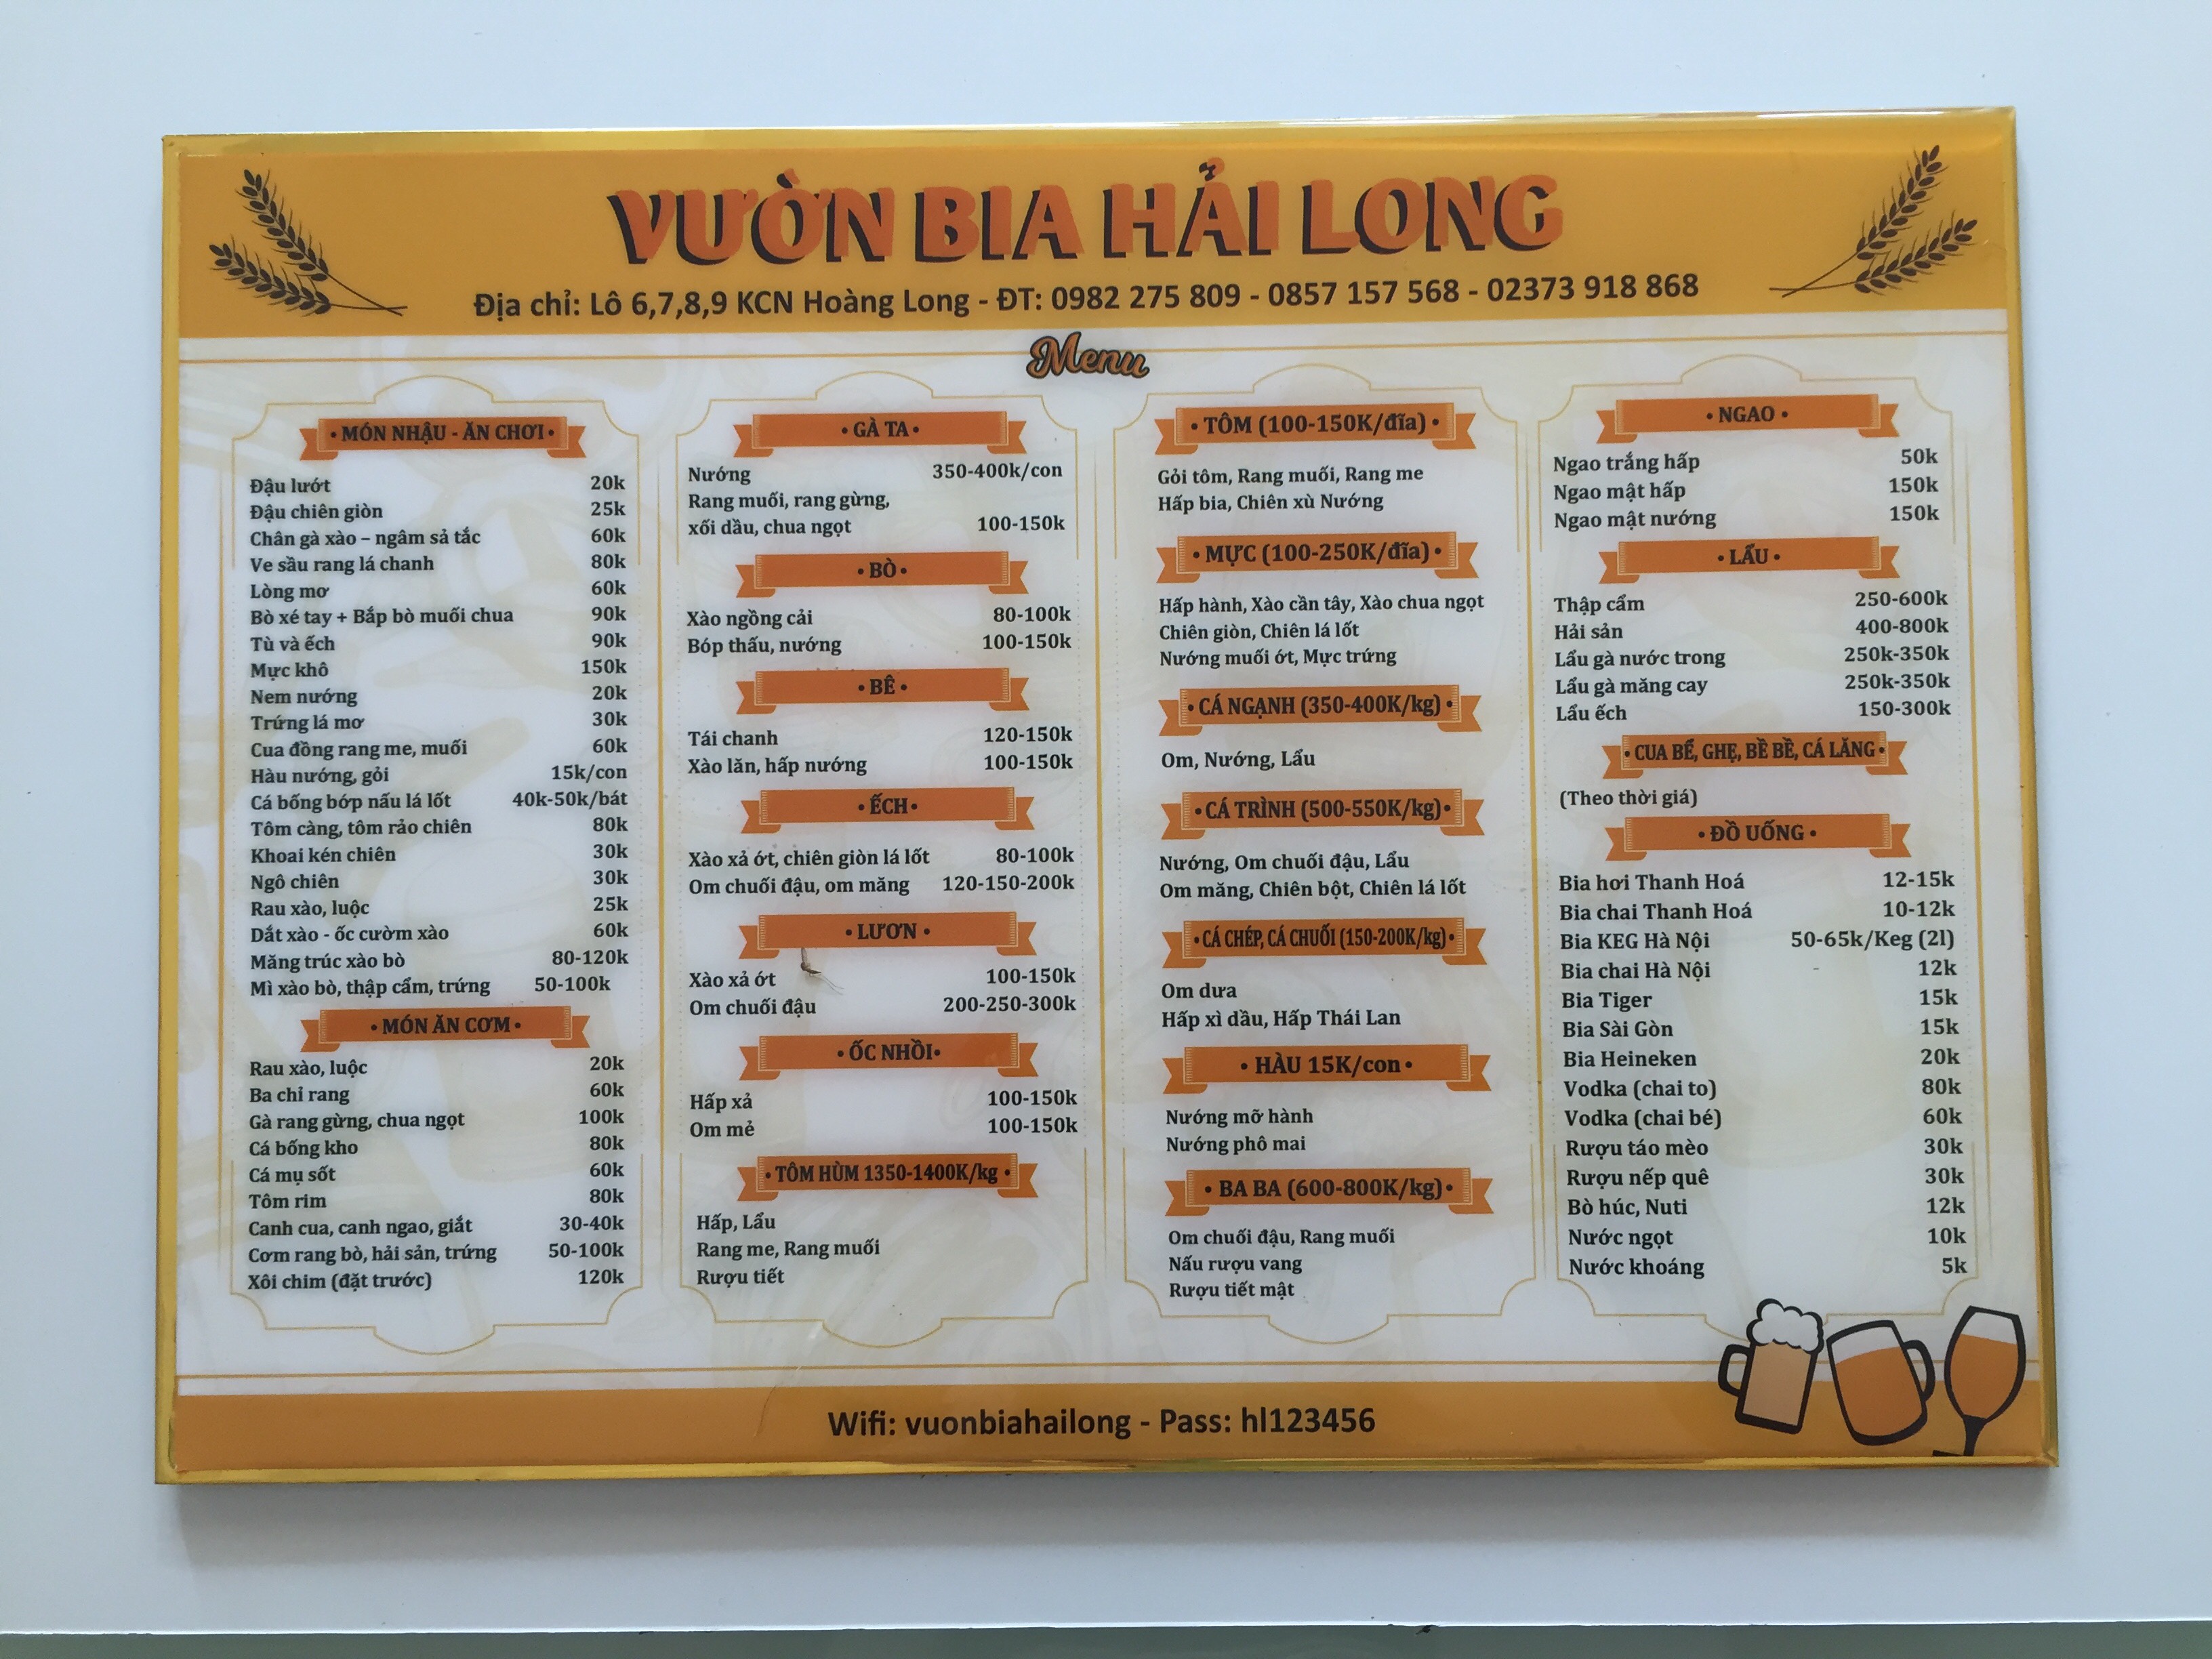 VƯỜN BIA HẢI LONG
Địa chỉ: Lô 6,7,8,9 KCN Hoàng Long - ĐT: 0982 275 809 - 0857 157 568 - 02373 918 868
Menu
• MÓN NHẬU - ĂN CHƠI •
Đậu lướt 20k
Đậu chiên giòn 25k
Chân gà xào – ngâm sả tắc 60k
Ve sầu rang lá chanh 80k
Lòng mơ 60k
Bò xé tay + Bắp bò muối chua 90k
Tù và ếch 90k
Mực khô 150k
Nem nướng 20k
Trứng lá mơ 30k
Cua đồng rang me, muối 60k
Hàu nướng, gỏi 15k/con
Cá bống bớp nấu lá lốt 40k-50k/bát
Tôm càng, tôm rảo chiên 80k
Khoai kén chiên 30k
Ngô chiên 30k
Rau xào, luộc 25k
Dắt xào - ốc cườm xào 60k
Măng trúc xào bò 80-120k
Mì xào bò, thập cẩm, trứng 50-100k
• MÓN ĂN CƠM •
Rau xào, luộc 20k
Ba chỉ rang 60k
Gà rang gừng, chua ngọt 100k
Cá bống kho 80k
Cá mụ sốt 60k
Tôm rim 80k
Canh cua, canh ngao, giắt 30-40k
Cơm rang bò, hải sản, trứng 50-100k
Xôi chim (đặt trước) 120k
• GÀ TA •
Nướng 350-400k/con
Rang muối, rang gừng,
xối dầu, chua ngọt 100-150k
• BÒ •
Xào ngồng cải 80-100k
Bóp thấu, nướng 100-150k
• BÊ •
Tái chanh 120-150k
Xào lăn, hấp nướng 100-150k
• ẾCH •
Xào xả ớt, chiên giòn lá lốt 80-100k
Om chuối đậu, om măng 120-150-200k
• LƯƠN •
Xào xả ớt 100-150k
Om chuối đậu 200-250-300k
• ỐC NHỒI •
Hấp xả 100-150k
Om mẻ 100-150k
• TÔM HÙM 1350-1400K/kg •
Hấp, Lẩu
Rang me, Rang muối
Rượu tiết
• TÔM (100-150K/đĩa) •
Gỏi tôm, Rang muối, Rang me
Hấp bia, Chiên xù Nướng
• MỰC (100-250K/đĩa) •
Hấp hành, Xào cần tây, Xào chua ngọt
Chiên giòn, Chiên lá lốt
Nướng muối ớt, Mực trứng
• CÁ NGẠNH (350-400K/kg) •
Om, Nướng, Lẩu
• CÁ TRÌNH (500-550K/kg) •
Nướng, Om chuối đậu, Lẩu
Om măng, Chiên bột, Chiên lá lốt
• CÁ CHÉP, CÁ CHUỐI (150-200K/kg) •
Om dưa
Hấp xì dầu, Hấp Thái Lan
• HÀU 15K/con •
Nướng mỡ hành
Nướng phô mai
• BA BA (600-800K/kg) •
Om chuối đậu, Rang muối
Nấu rượu vang
Rượu tiết mật
• NGAO •
Ngao trắng hấp 50k
Ngao mật hấp 150k
Ngao mật nướng 150k
• LẨU •
Thập cẩm 250-600k
Hải sản 400-800k
Lẩu gà nước trong 250k-350k
Lẩu gà măng cay 250k-350k
Lẩu ếch 150-300k
• CUA BỂ, GHẸ, BỀ BỀ, CÁ LĂNG •
(Theo thời giá)
• ĐỒ UỐNG •
Bia hơi Thanh Hoá 12-15k
Bia chai Thanh Hoá 10-12k
Bia KEG Hà Nội 50-65k/Keg (2l)
Bia chai Hà Nội 12k
Bia Tiger 15k
Bia Sài Gòn 15k
Bia Heineken 20k
Vodka (chai to) 80k
Vodka (chai bé) 60k
Rượu táo mèo 30k
Rượu nếp quê 30k
Bò húc, Nuti 12k
Nước ngọt 10k
Nước khoáng 5k
Wifi: vuonbiahailong - Pass: hl123456